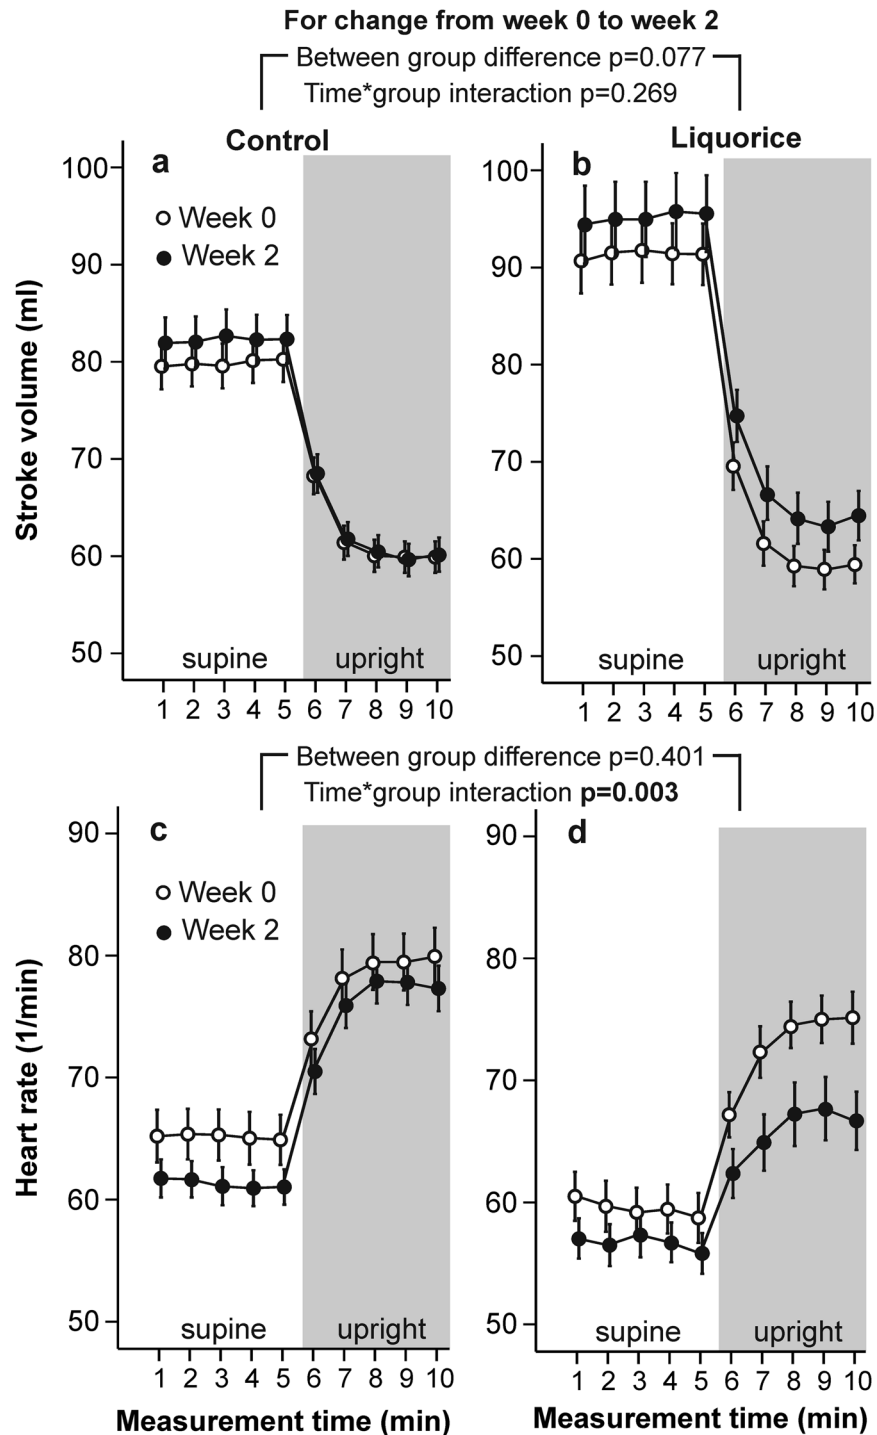 For change from week 0 to week 2
Between group difference p=0.077
Time*group interaction p=0.269
Control
Liquorice
a
b
Week 0
Week 2
Stroke volume (ml)
100
90
80
70
60
50
100
90
80
70
60
50
supine
upright
supine
upright
1 2 3 4 5 6 7 8 9 10
1 2 3 4 5 6 7 8 9 10
Between group difference p=0.401
Time*group interaction p=0.003
c
d
Week 0
Week 2
Heart rate (1/min)
90
80
70
60
50
90
80
70
60
50
supine
upright
supine
upright
1 2 3 4 5 6 7 8 9 10
1 2 3 4 5 6 7 8 9 10
Measurement time (min)
Measurement time (min)